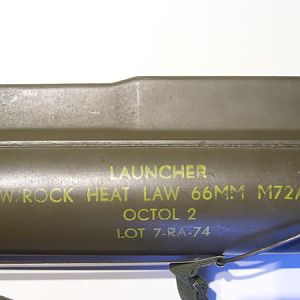 LAUNCHER
W/ROCK HEAT LAW 66MM M72A
OCTOL 2
LOT 7-RA-74